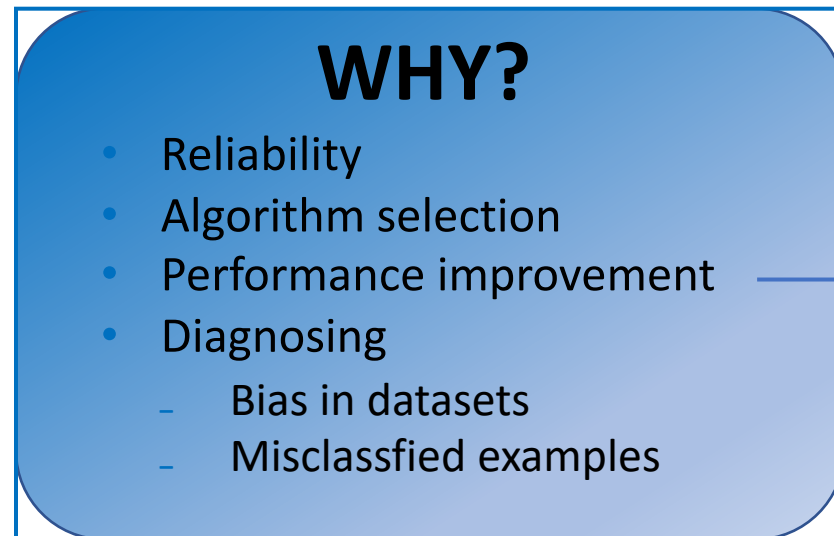 WHY?
• Reliability
• Algorithm selection
• Performance improvement
• Diagnosing
– Bias in datasets
– Misclassfied examples